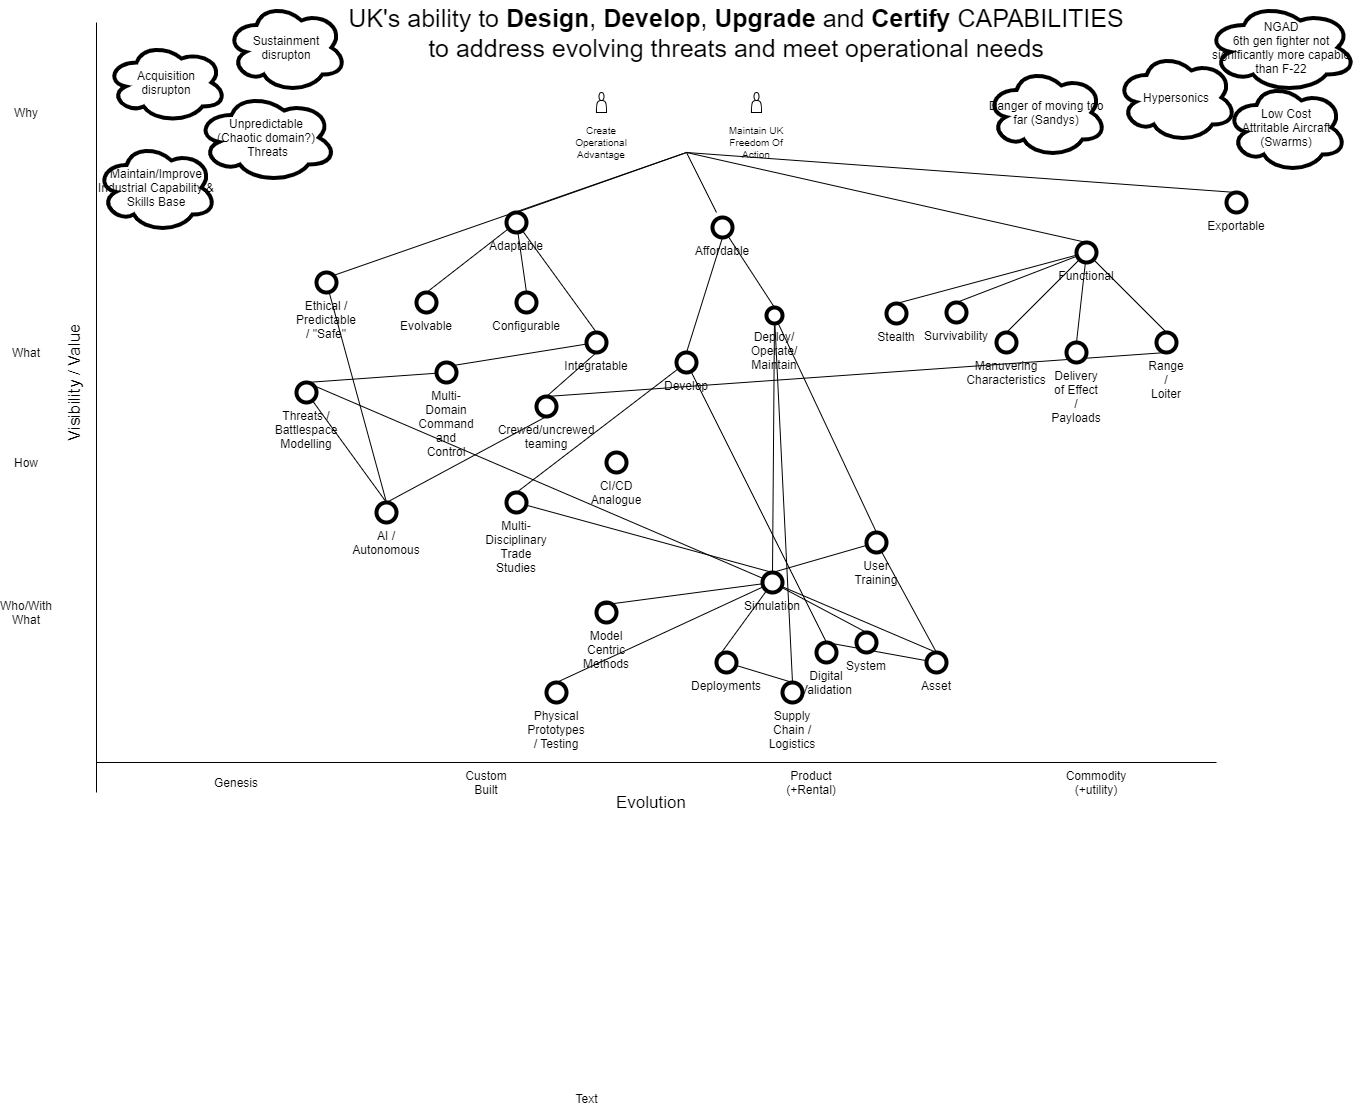 UK's ability to Design, Develop, Upgrade and Certify CAPABILITIES
to address evolving threats and meet operational needs
Sustainment
disrupton
Acquisition
disrupton
Unpredictable
(Chaotic domain?)
Threats
Maintain/Improve
Industrial Capability &
Skills Base
NGAD
6th gen fighter not
significantly more capable
than F-22
Hypersonics
Danger of moving too
far (Sandys)
Low Cost
Attritable Aircraft
(Swarms)
Why
What
How
Who/With
What
Visibility / Value
Create
Operational
Advantage
Maintain UK
Freedom Of
Action
Exportable
Adaptable
Affordable
Functional
Ethical /
Predictable
/ "Safe"
Evolvable
Configurable
Integratable
Deploy/
Operate/
Maintain
Stealth
Survivability
Manuvering
Characteristics
Delivery
of Effect
/
Payloads
Range
/
Loiter
Develop
Multi-
Domain
Command
and
Control
Threats /
Battlespace
Modelling
Crewed/uncrewed
teaming
CI/CD
Analogue
AI /
Autonomous
Multi-
Disciplinary
Trade
Studies
User
Training
Simulation
Model
Centric
Methods
Deployments
Digital
Validation
System
Asset
Physical
Prototypes
/ Testing
Supply
Chain /
Logistics
Genesis
Custom
Built
Product
(+Rental)
Commodity
(+utility)
Evolution
Text